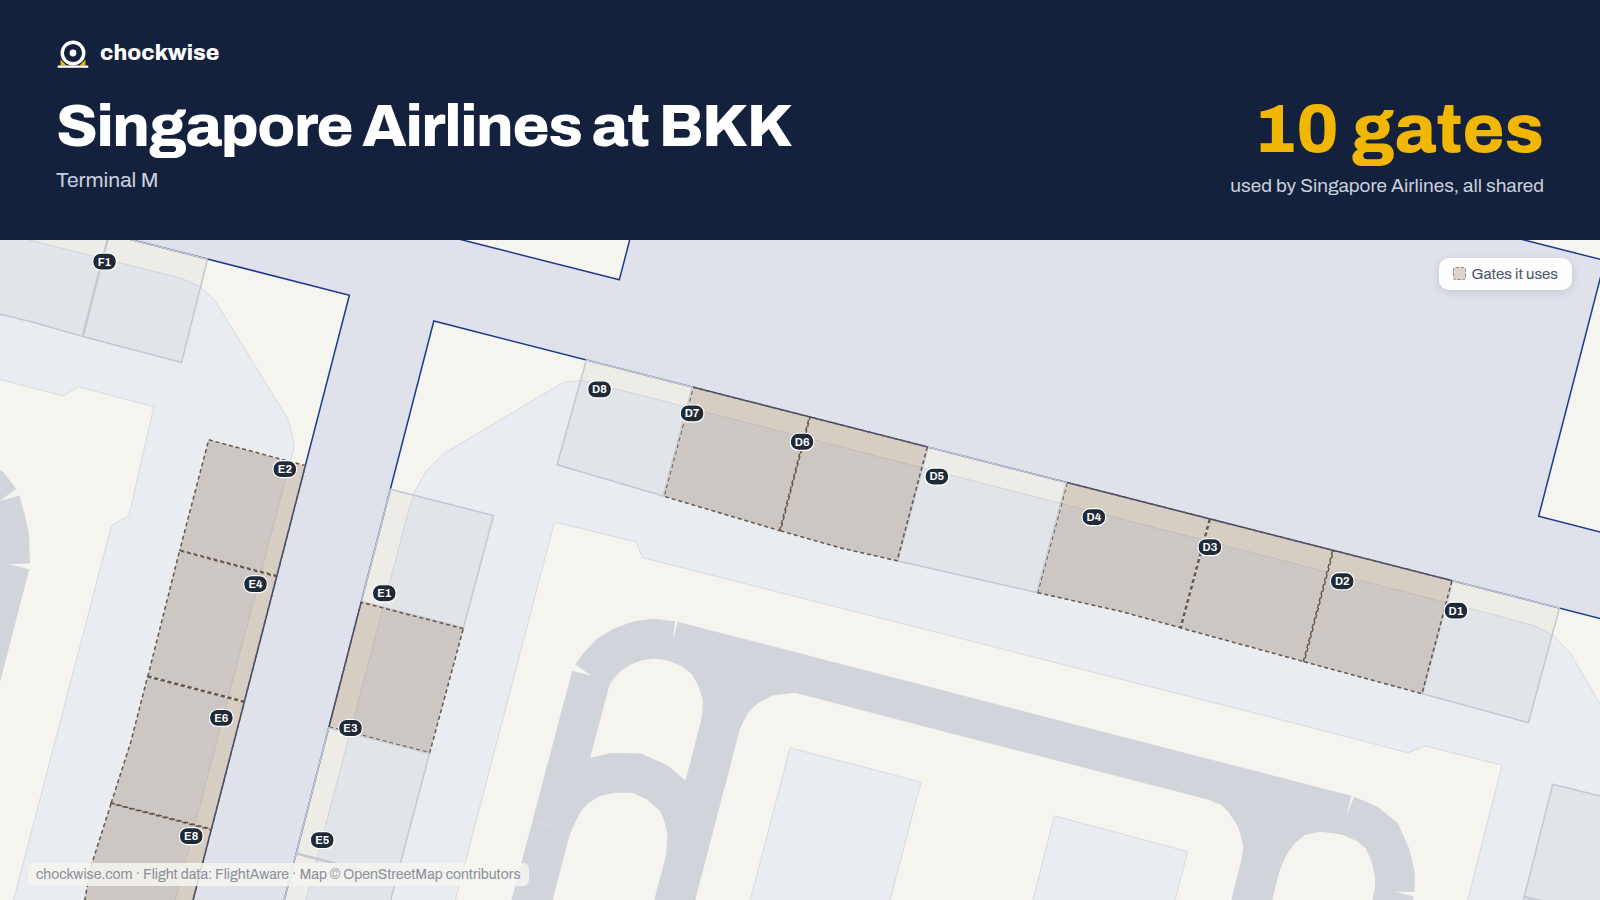 chockwise
Singapore Airlines at BKK
Terminal M
10 gates
used by Singapore Airlines, all shared
Gates it uses
F1
D8
D7
D6
D5
D4
D3
D2
D1
E2
E4
E1
E6
E3
E8
E5
chockwise.com · Flight data: FlightAware · Map © OpenStreetMap contributors